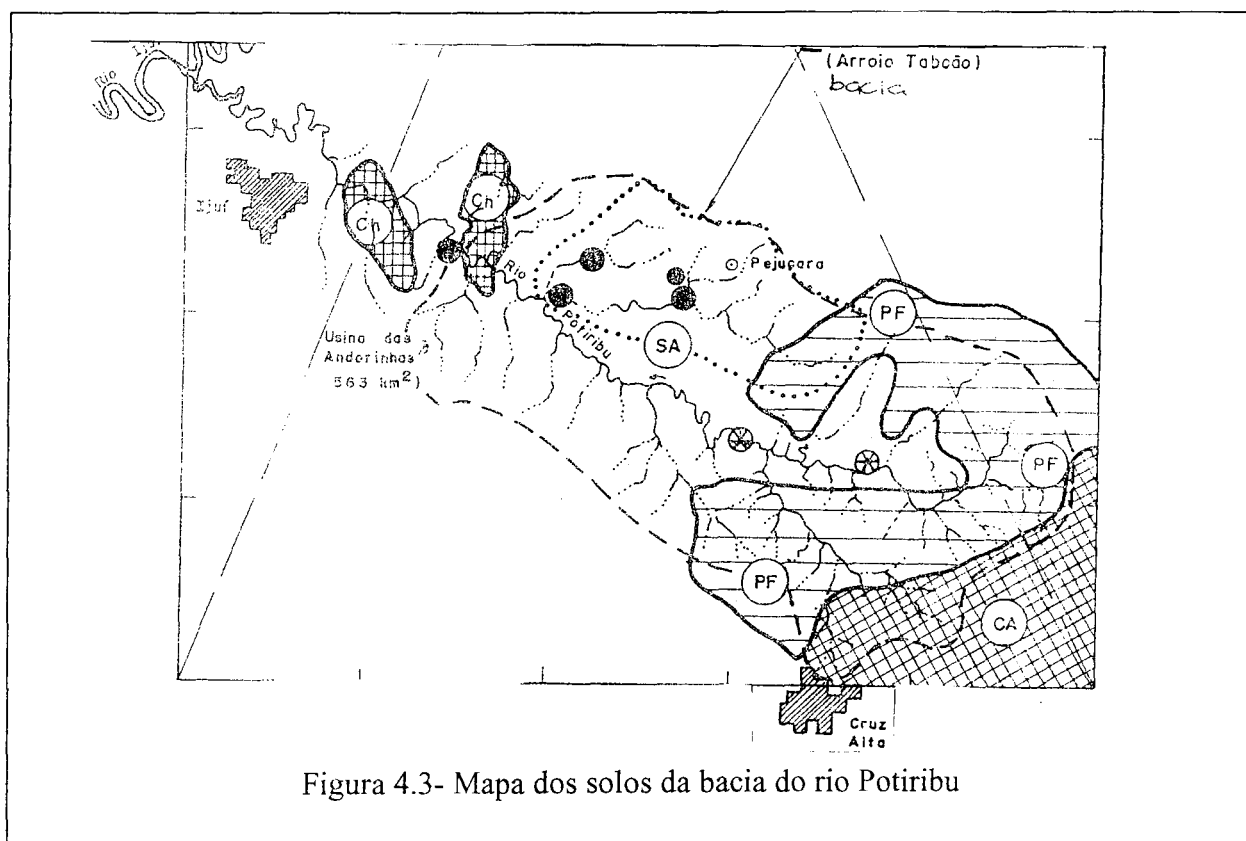 Rio
(Arroio Taboão)
bacia
Ijuí
Ch
Ch
Rio
Potiribu
Pejuçara
PF
SA
Usina das
Andorinhas
563 km²)
PF
PF
CA
Cruz
Alta
Figura 4.3- Mapa dos solos da bacia do rio Potiribu